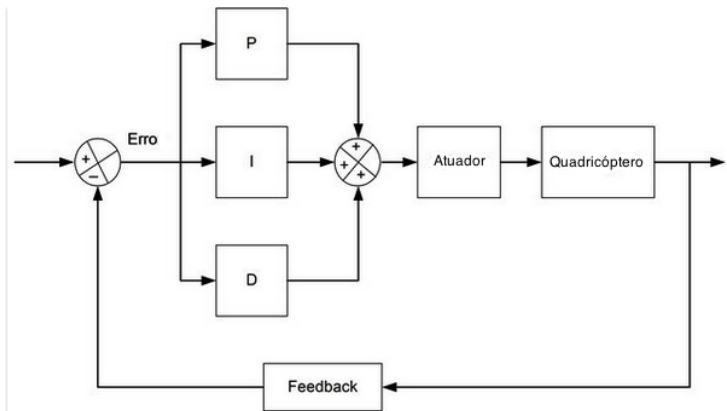 P
Erro
+
−
I
+
+
+
Atuador
Quadricóptero
D
Feedback